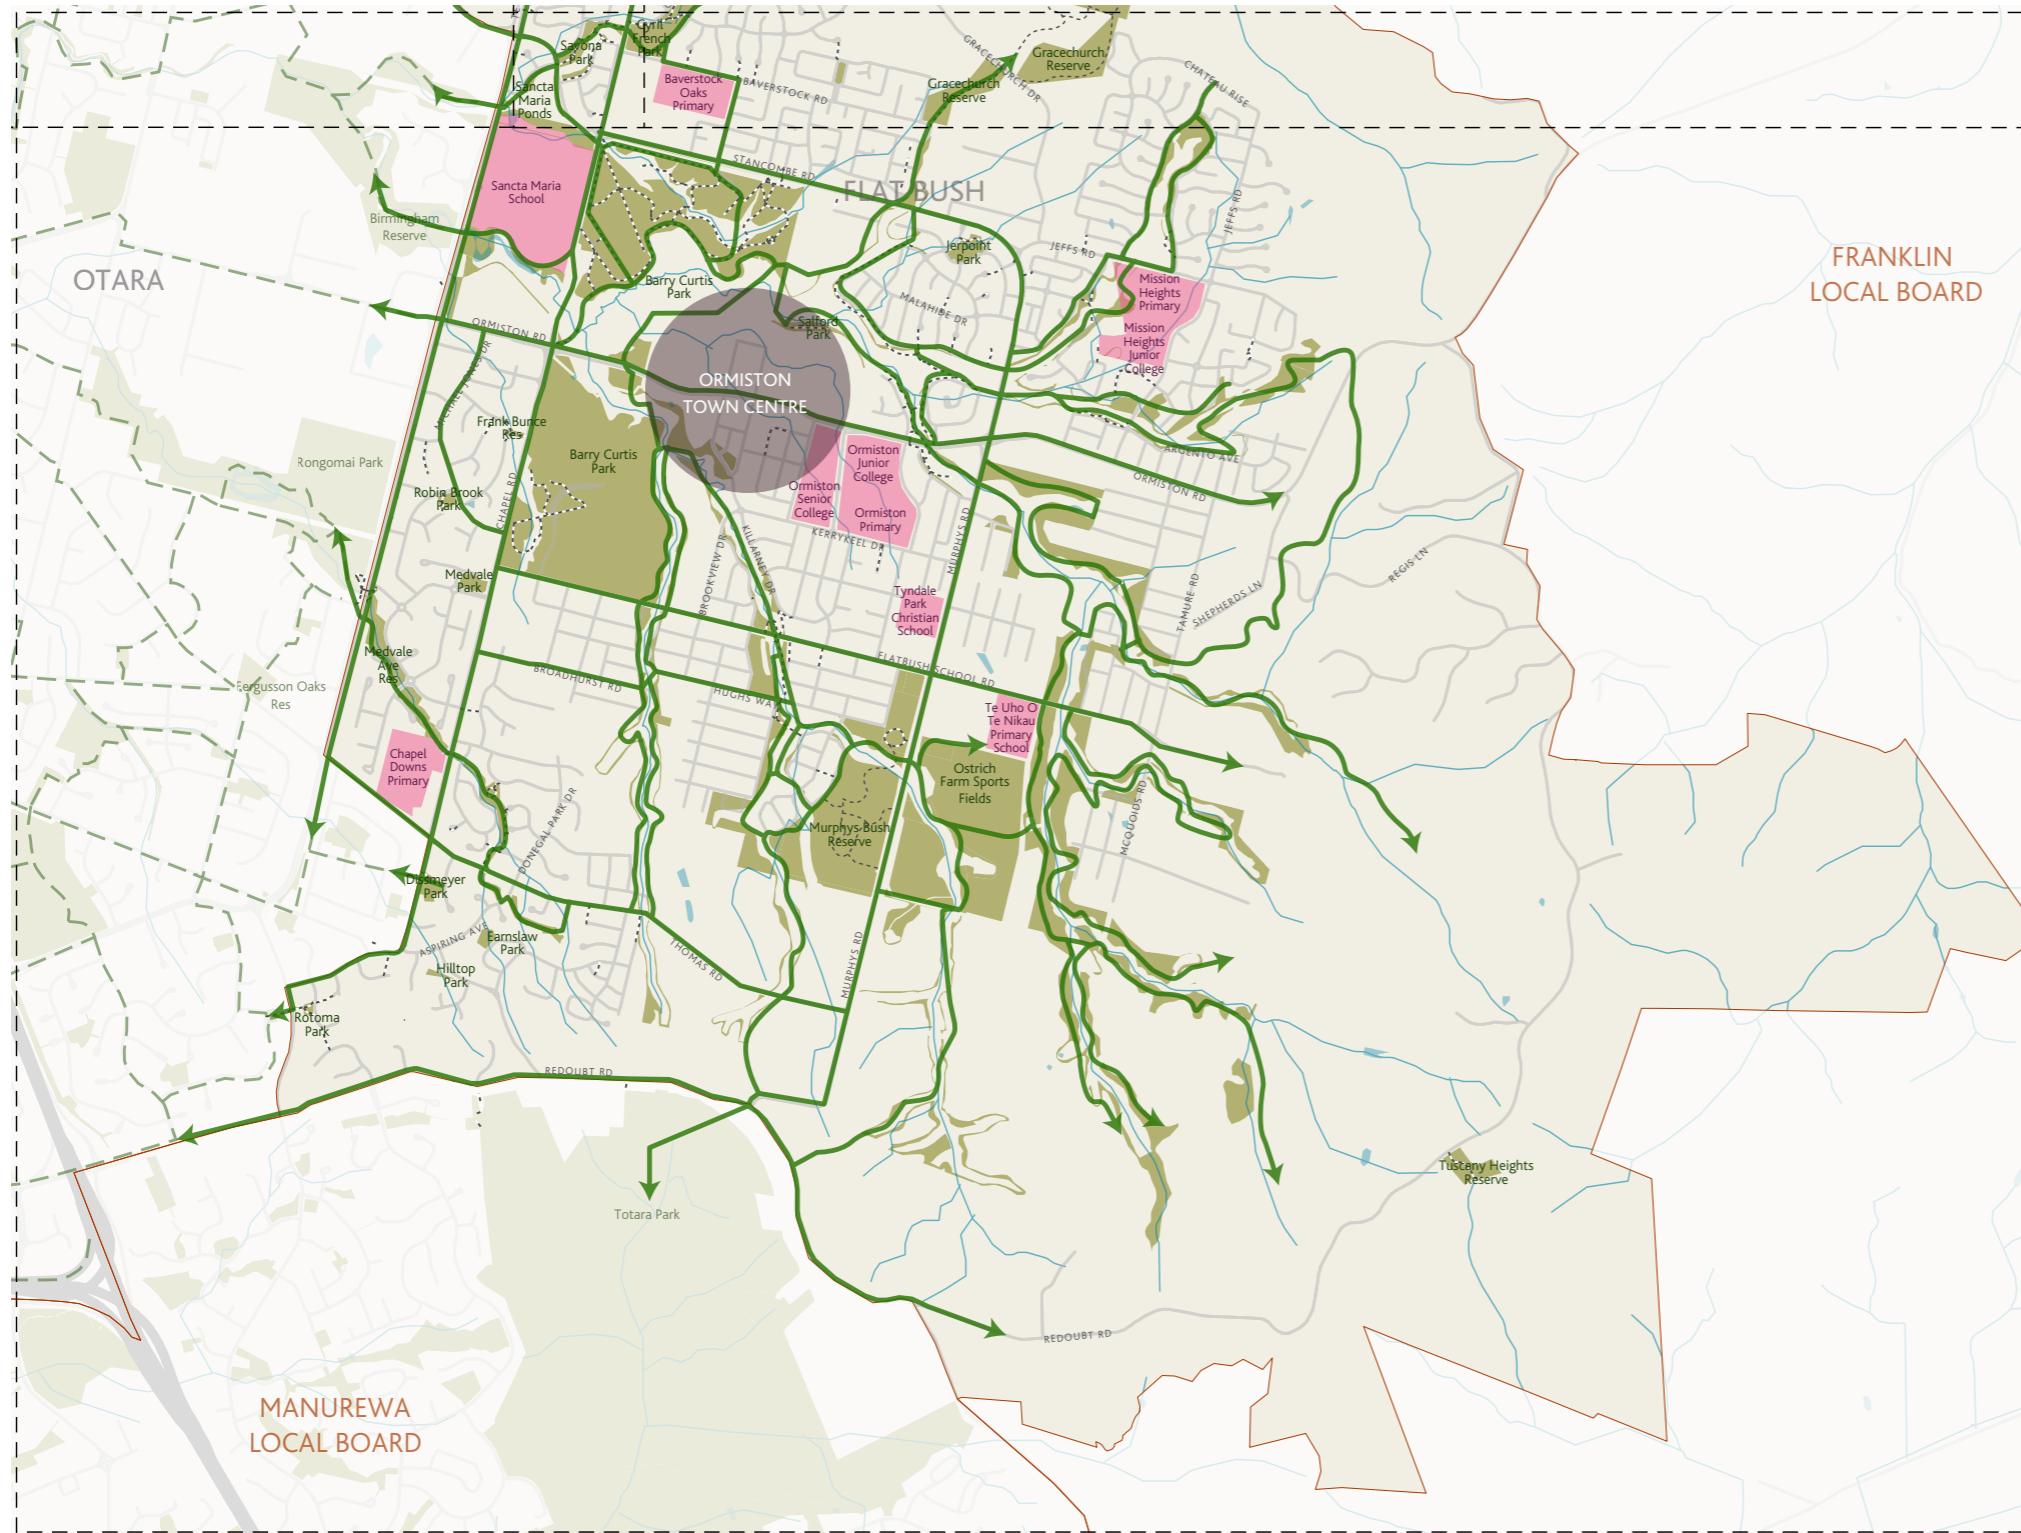 Cyril
French
Park
Savona
Park
Gracechurch
Reserve
GRACECHURCH DR
Gracechurch
Reserve
CHATEAU RISE
Baverstock
Oaks
Primary
BAVERSTOCK RD
Sancta
Maria
Ponds
STANCOMBE RD
FLAT BUSH
Sancta Maria
School
Birmingham
Reserve
OTARA
JEFFS RD
JEFFS RD
Jerpoint
Park
FRANKLIN
LOCAL BOARD
Barry Curtis
Park
Mission
Heights
Primary
MALAHIDE DR
Salford
Park
ORMISTON RD
Mission
Heights
Junior
College
MICHAEL JONES DR
ORMISTON
TOWN CENTRE
Frank Bunce
Res
Rongomai Park
Barry Curtis
Park
Ormiston
Junior
College
ARGENTO AVE
Robin Brook
Park
CHAPEL RD
Ormiston
Senior
College
Ormiston
Primary
ORMISTON RD
KERRYKEEL DR
MURPHYS RD
KILLARNEY DR
BROOKVIEW DR
Medvale
Park
REGIS LN
SHEPHERDS LN
TAMURE RD
Tyndale
Park
Christian
School
Medvale
Ave
Res
Fergusson Oaks
Res
BROADHURST RD
HUGHS WAY
FLATBUSH SCHOOL RD
Te Uho O
Te Nikau
Primary
School
Chapel
Downs
Primary
Ostrich
Farm Sports
Fields
DONEGAL PARK DR
MCQUOIDS RD
Murphys Bush
Reserve
Dissmeyer
Park
ASPIRING AVE
Earnslaw
Park
Hilltop
Park
THOMAS RD
MURPHYS RD
Rotoma
Park
REDOUBT RD
Tuscany Heights
Reserve
Totara Park
REDOUBT RD
MANUREWA
LOCAL BOARD